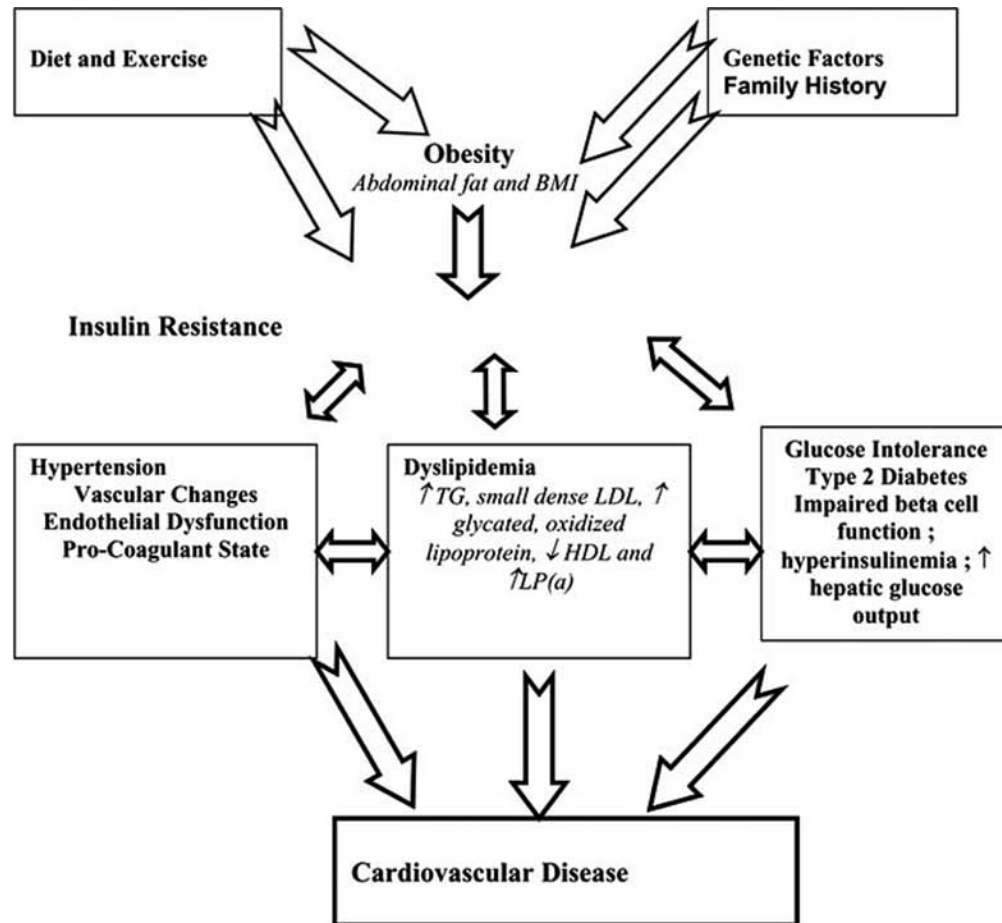 Diet and Exercise
Genetic Factors
Family History
Obesity
Abdominal fat and BMI
Insulin Resistance
Hypertension
Vascular Changes
Endothelial Dysfunction
Pro-Coagulant State
Dyslipidemia
↑TG, small dense LDL, ↑
glycated, oxidized
lipoprotein, ↓HDL and
↑LP(a)
Glucose Intolerance
Type 2 Diabetes
Impaired beta cell
function ;
hyperinsulinemia ; ↑
hepatic glucose
output
Cardiovascular Disease